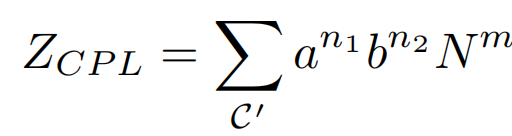 $Z_{CPL} = \sum_{\mathcal{C}'} a^{n_1} b^{n_2} N^m$